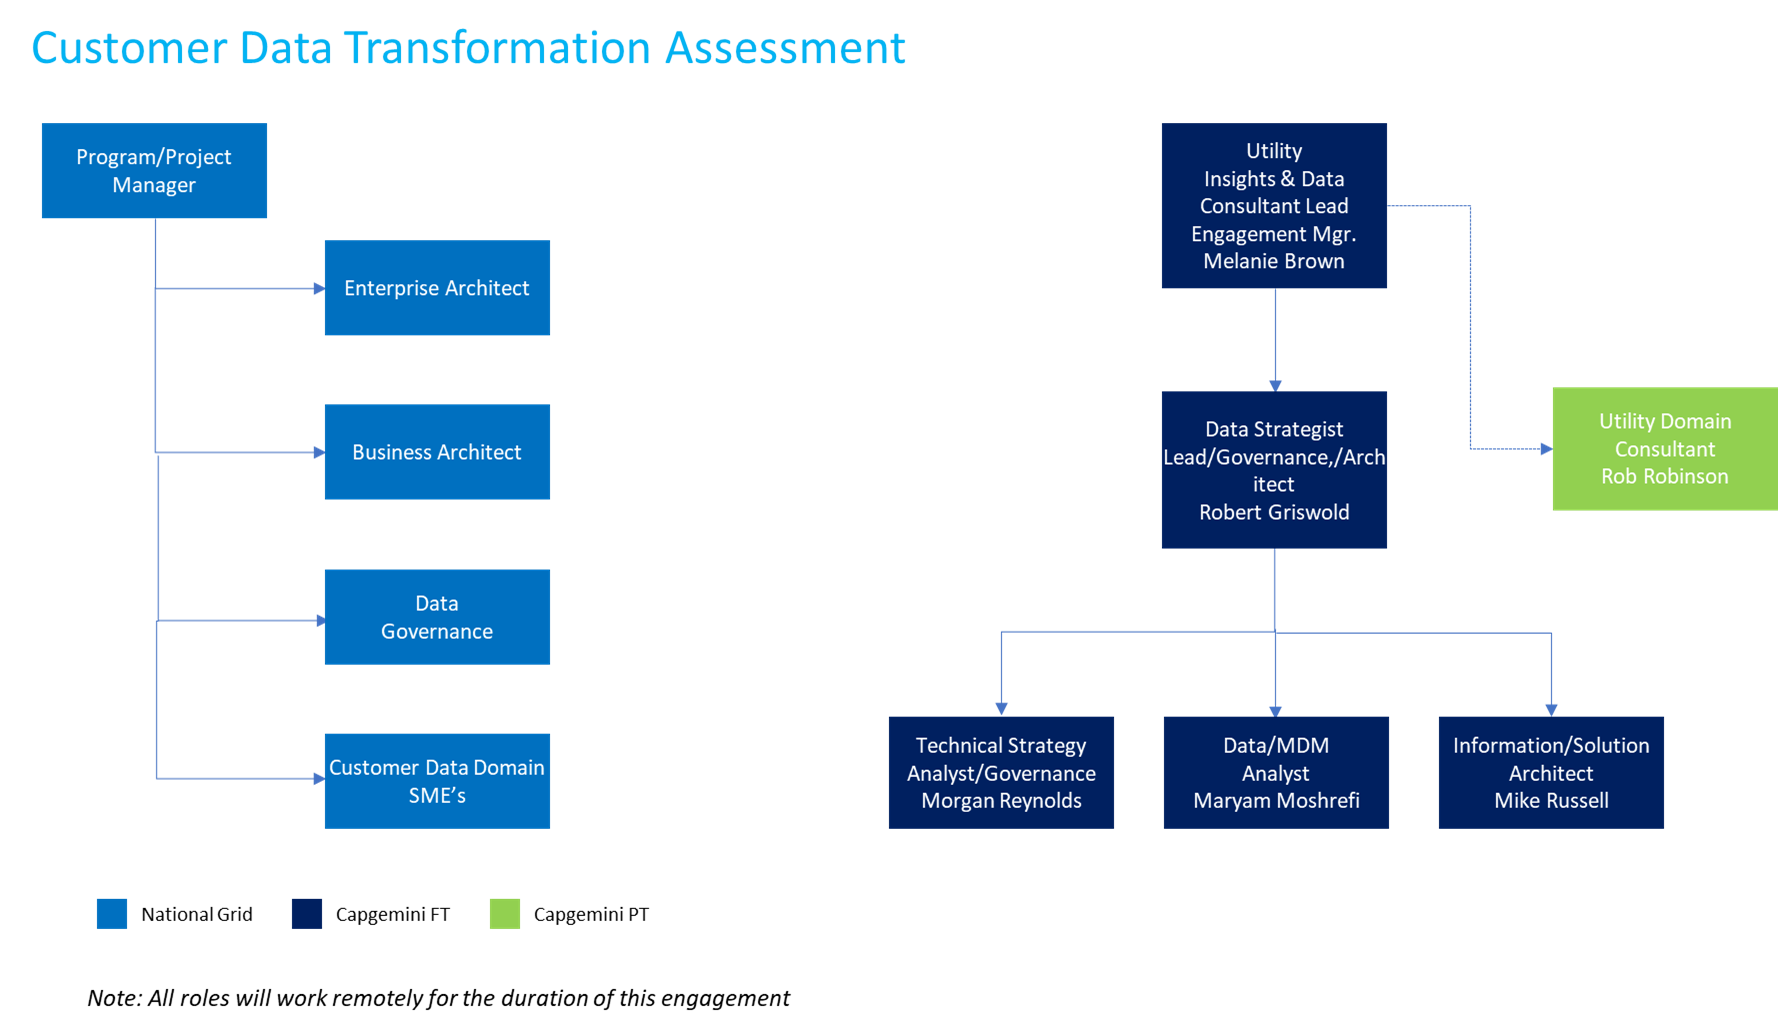 Customer Data Transformation Assessment
Program/Project
Manager
Enterprise Architect
Business Architect
Data
Governance
Customer Data Domain
SME’s
Utility
Insights & Data
Consultant Lead
Engagement Mgr.
Melanie Brown
Data Strategist
Lead/Governance,/Arch
itect
Robert Griswold
Utility Domain
Consultant
Rob Robinson
Technical Strategy
Analyst/Governance
Morgan Reynolds
Data/MDM
Analyst
Maryam Moshrefi
Information/Solution
Architect
Mike Russell
National Grid
Capgemini FT
Capgemini PT
Note: All roles will work remotely for the duration of this engagement